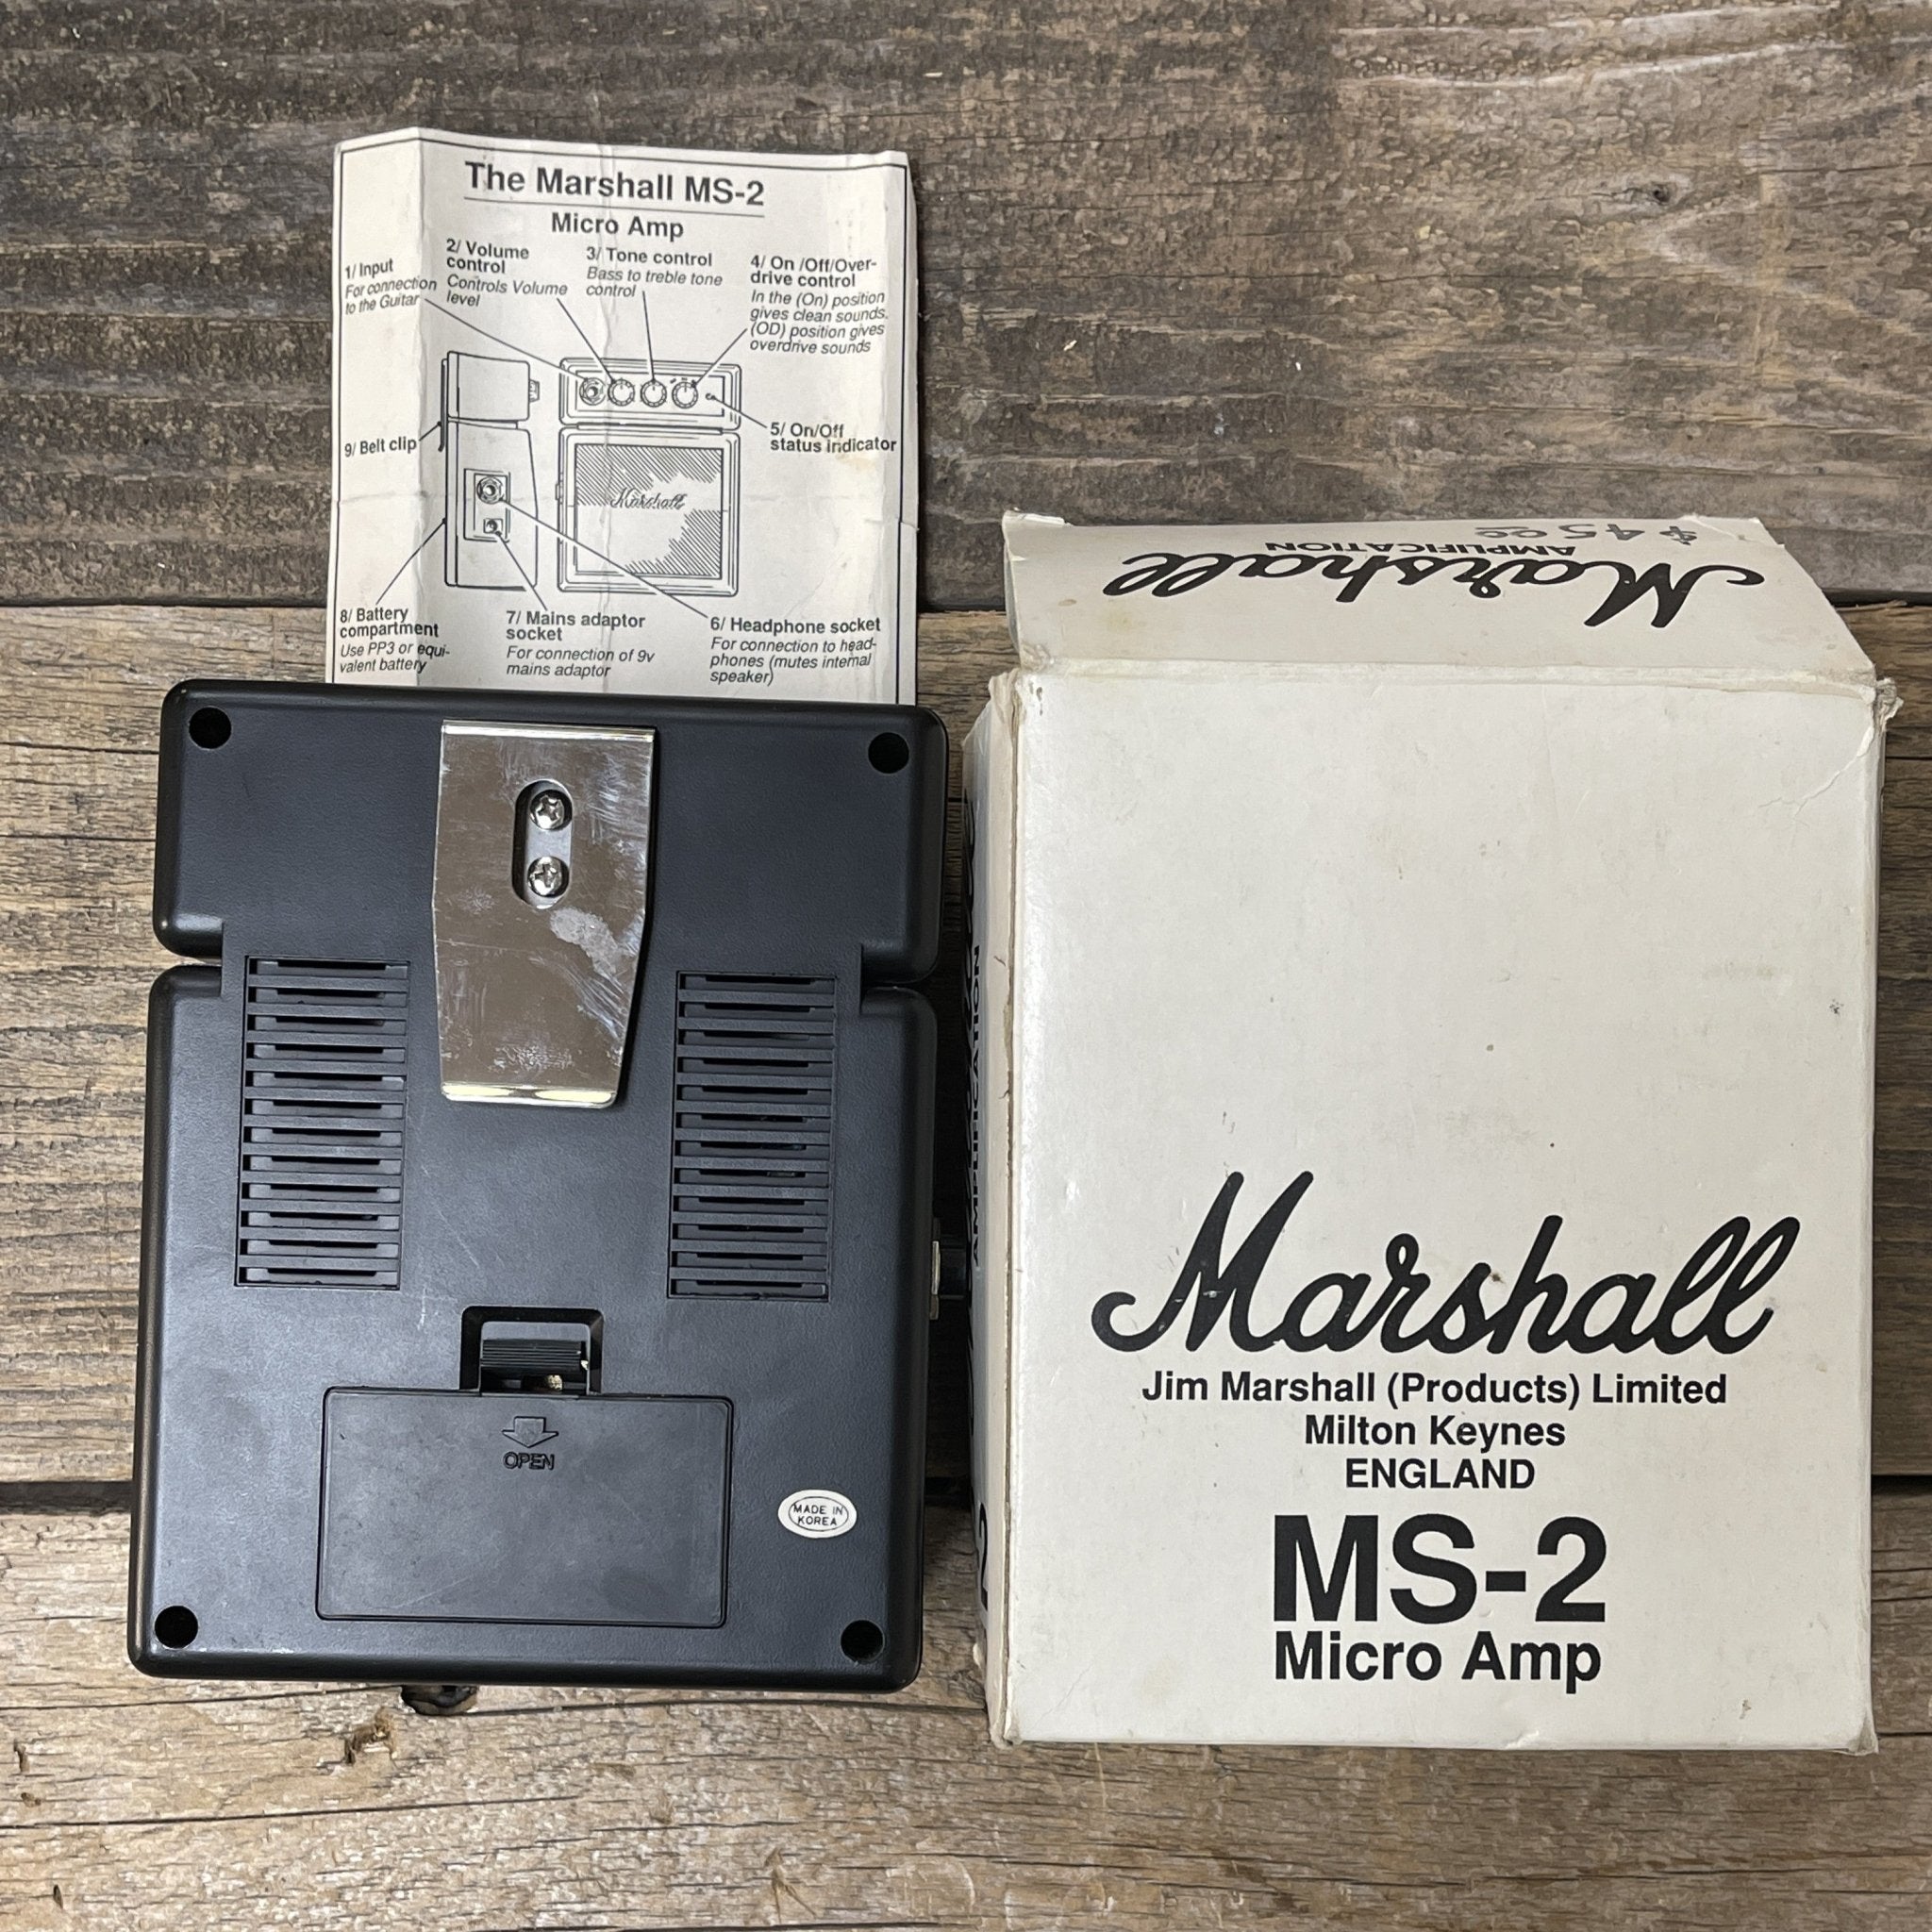 The Marshall MS-2
Micro Amp
1/ Input
For connection
to the Guitar
2/ Volume
control
Controls Volume
level
3/ Tone control
Bass to treble tone
control
4/ On /Off/Over-
drive control
In the (On) position
gives clean sounds.
(OD) position gives
overdrive sounds
5/ On/Off
status indicator
9/ Belt clip
Marshall
8/ Battery
compartment
Use PP3 or equi-
valent battery
7/ Mains adaptor
socket
For connection of 9v
mains adaptor
6/ Headphone socket
For connection to head-
phones (mutes internal
speaker)
OPEN
MADE IN
KOREA
$ 45 00
Marshall
AMPLIFICATION
AMPLIFICATION
Marshall
Jim Marshall (Products) Limited
Milton Keynes
ENGLAND
MS-2
Micro Amp